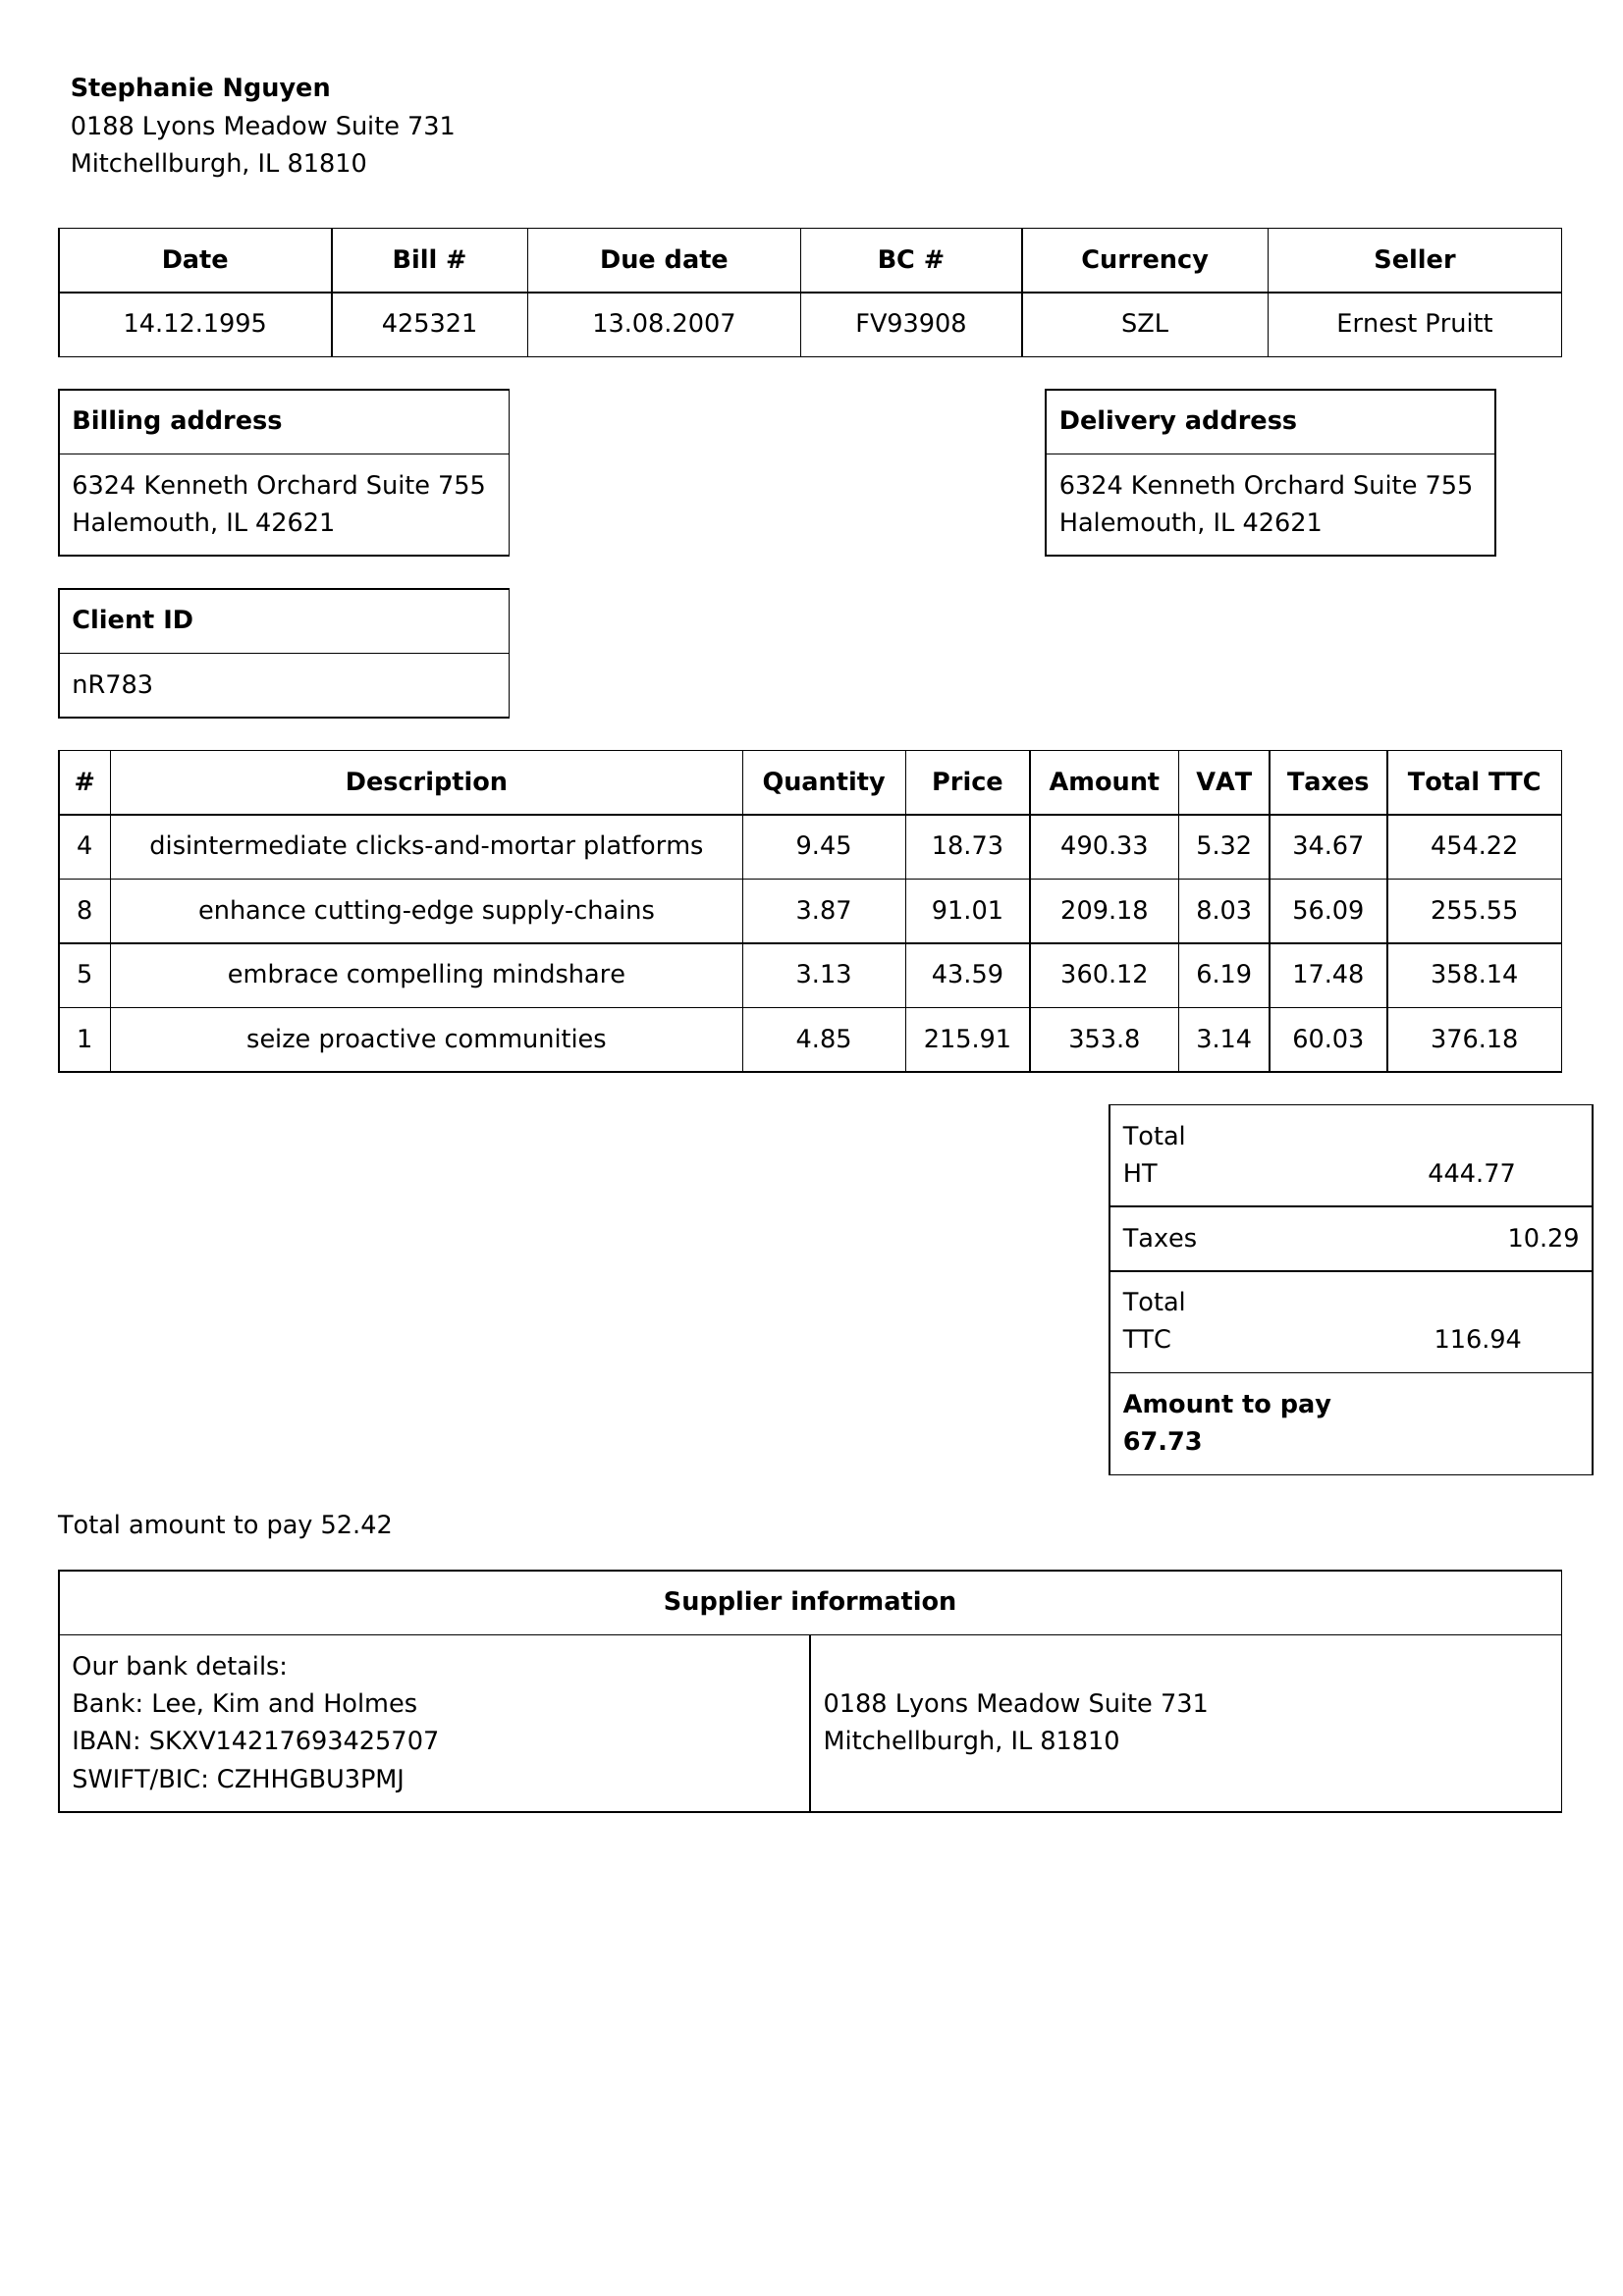 Stephanie Nguyen
0188 Lyons Meadow Suite 731
Mitchellburgh, IL 81810
Date Bill # Due date BC # Currency Seller
14.12.1995 425321 13.08.2007 FV93908 SZL Ernest Pruitt
Billing address
6324 Kenneth Orchard Suite 755
Halemouth, IL 42621
Delivery address
6324 Kenneth Orchard Suite 755
Halemouth, IL 42621
Client ID
nR783
# Description Quantity Price Amount VAT Taxes Total TTC
4 disintermediate clicks-and-mortar platforms 9.45 18.73 490.33 5.32 34.67 454.22
8 enhance cutting-edge supply-chains 3.87 91.01 209.18 8.03 56.09 255.55
5 embrace compelling mindshare 3.13 43.59 360.12 6.19 17.48 358.14
1 seize proactive communities 4.85 215.91 353.8 3.14 60.03 376.18
Total
HT 444.77
Taxes 10.29
Total
TTC 116.94
Amount to pay
67.73
Total amount to pay 52.42
Supplier information
Our bank details:
Bank: Lee, Kim and Holmes
IBAN: SKXV14217693425707
SWIFT/BIC: CZHHGBU3PMJ
0188 Lyons Meadow Suite 731
Mitchellburgh, IL 81810